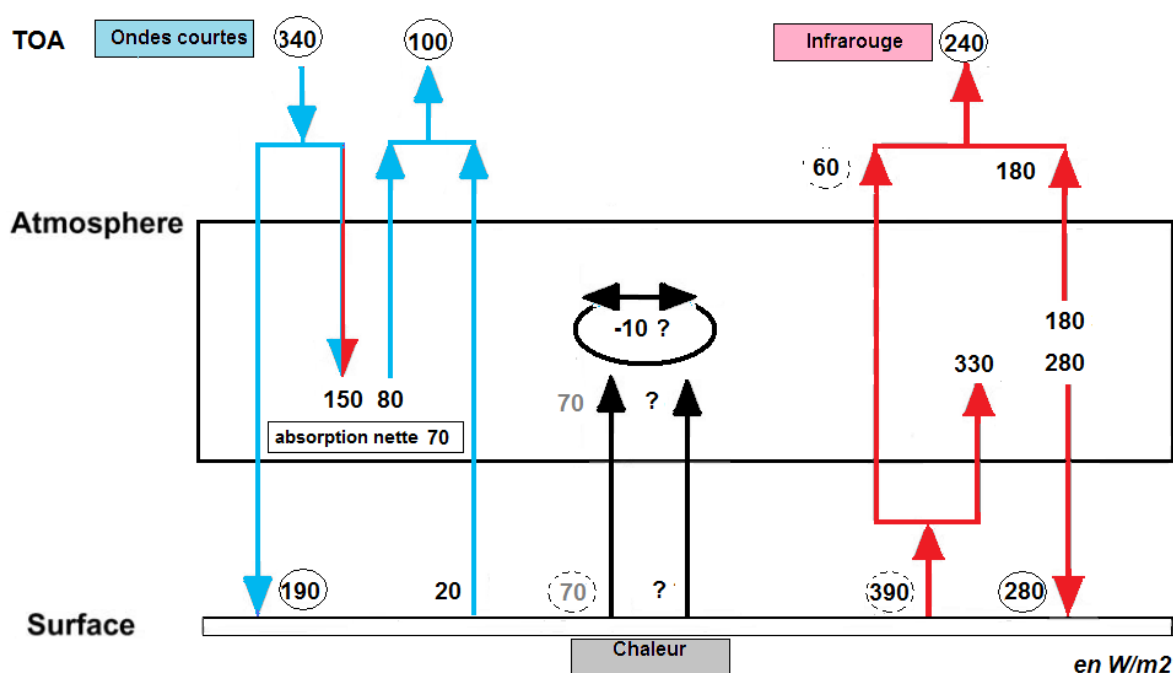 TOA
Ondes courtes
340
100
Infrarouge
240
60
180
Atmosphere
-10 ?
180
330
280
70
?
150 80
absorption nette 70
190
20
70
?
390
280
Surface
Chaleur
en W/m2